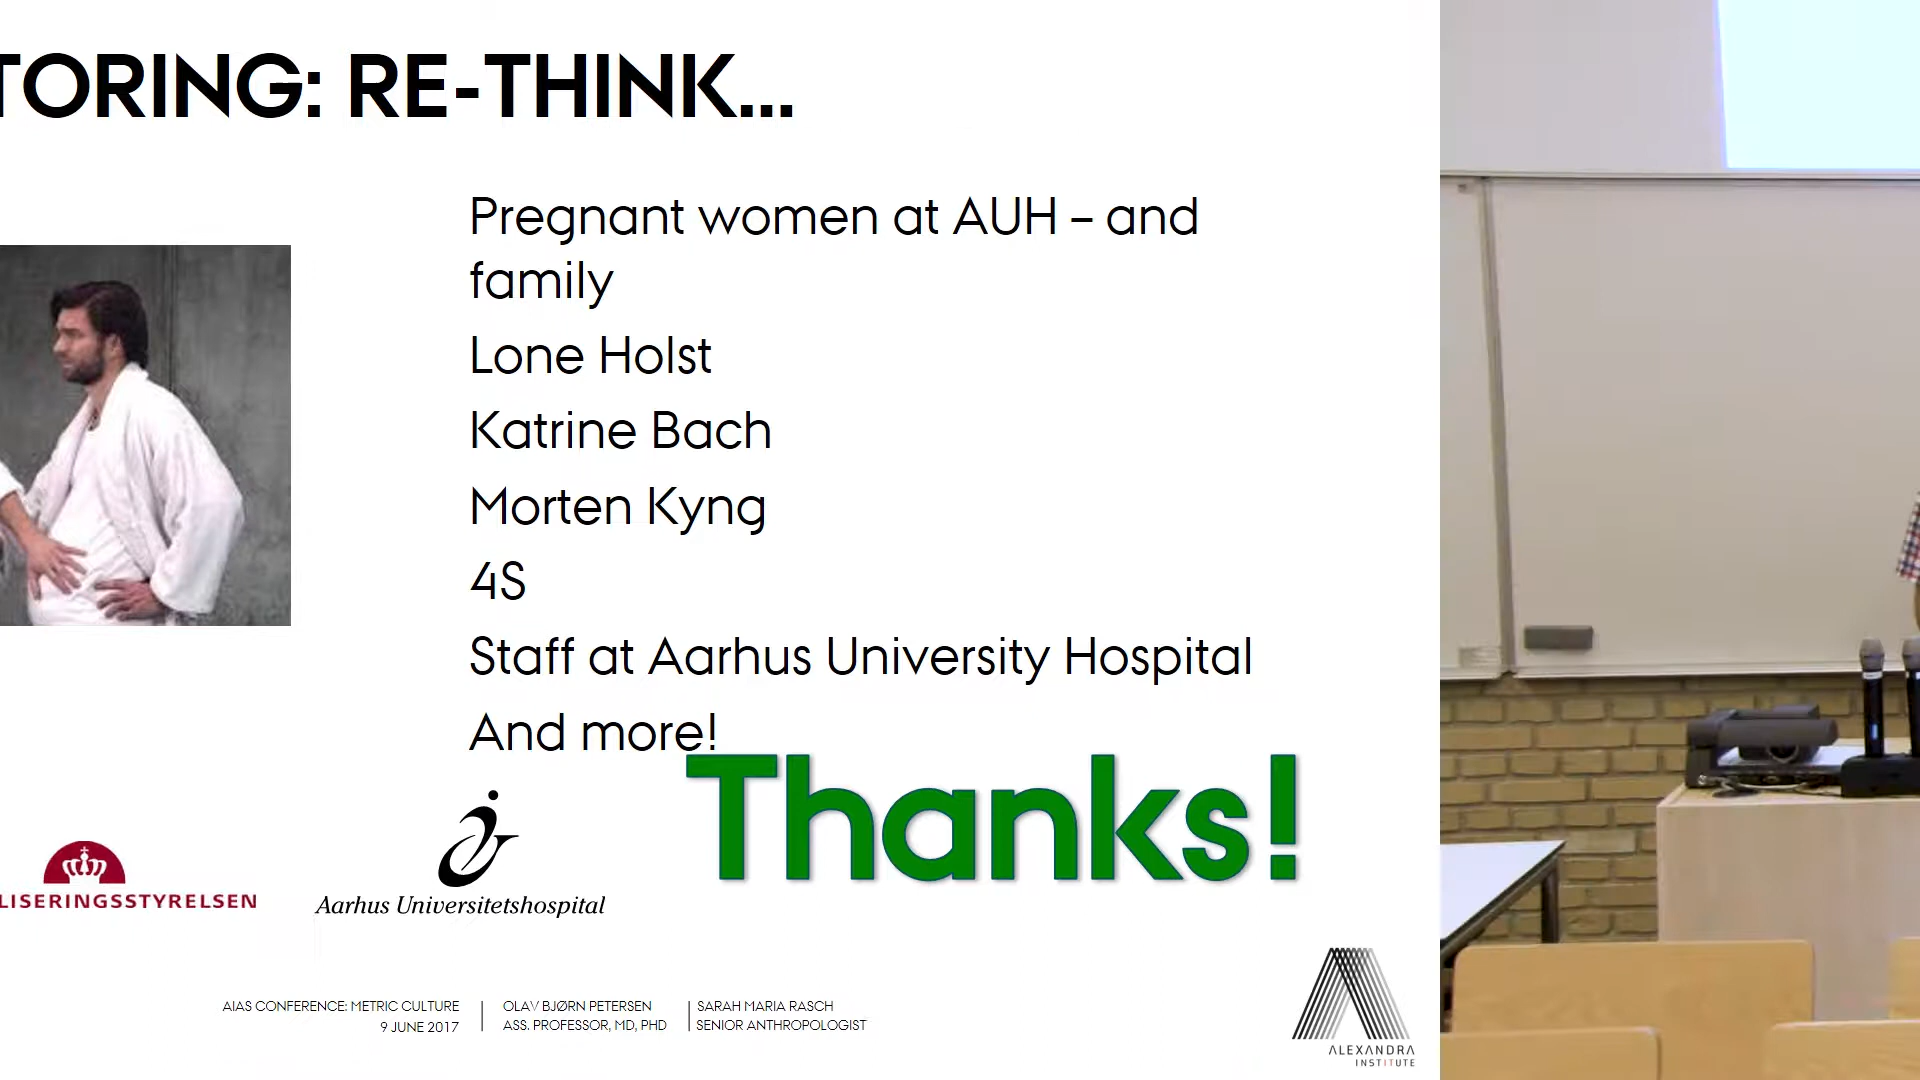 TORING: RE-THINK...
Pregnant women at AUH – and
family
Lone Holst
Katrine Bach
Morten Kyng
4S
Staff at Aarhus University Hospital
And more!
Thanks!
LISERINGSSTYRELSEN
Aarhus Universitetshospital
AIAS CONFERENCE: METRIC CULTURE
9 JUNE 2017
OLAV BJØRN PETERSEN
ASS. PROFESSOR, MD, PHD
SARAH MARIA RASCH
SENIOR ANTHROPOLOGIST
ALEXANDRA
INSTITUTE